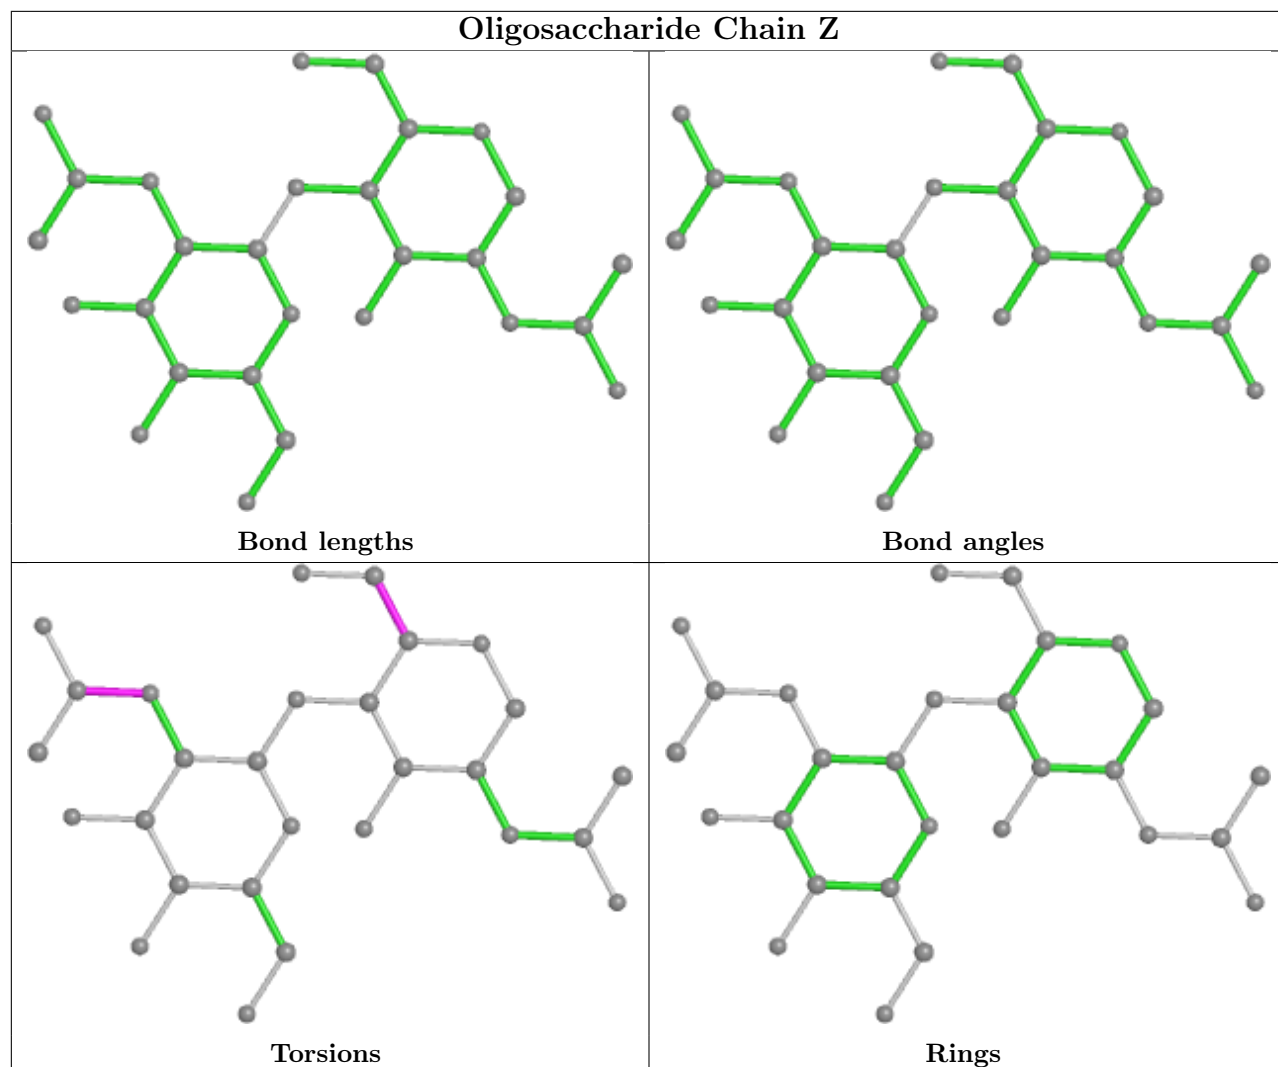 Oligosaccharide Chain Z
Bond lengths
Bond angles
Torsions
Rings